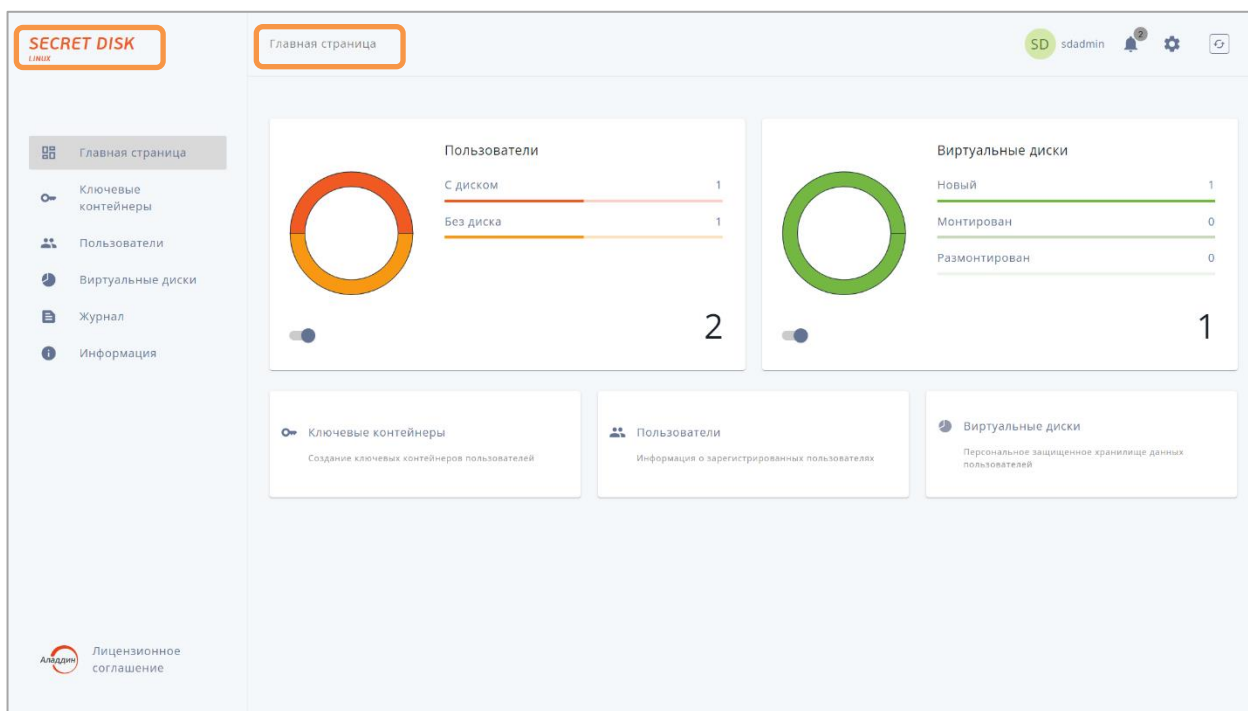 SECRET DISK
LINUX
Главная страница
SD sdadmin 2
Главная страница
Ключевые
контейнеры
Пользователи
Виртуальные диски
Журнал
Информация
Пользователи
С диском 1
Без диска 1
2
Виртуальные диски
Новый 1
Монтирован 0
Размонтирован 0
1
Ключевые контейнеры
Создание ключевых контейнеров пользователей
Пользователи
Информация о зарегистрированных пользователях
Виртуальные диски
Персональное защищенное хранилище данных
пользователей
Аладдин
Лицензионное
соглашение